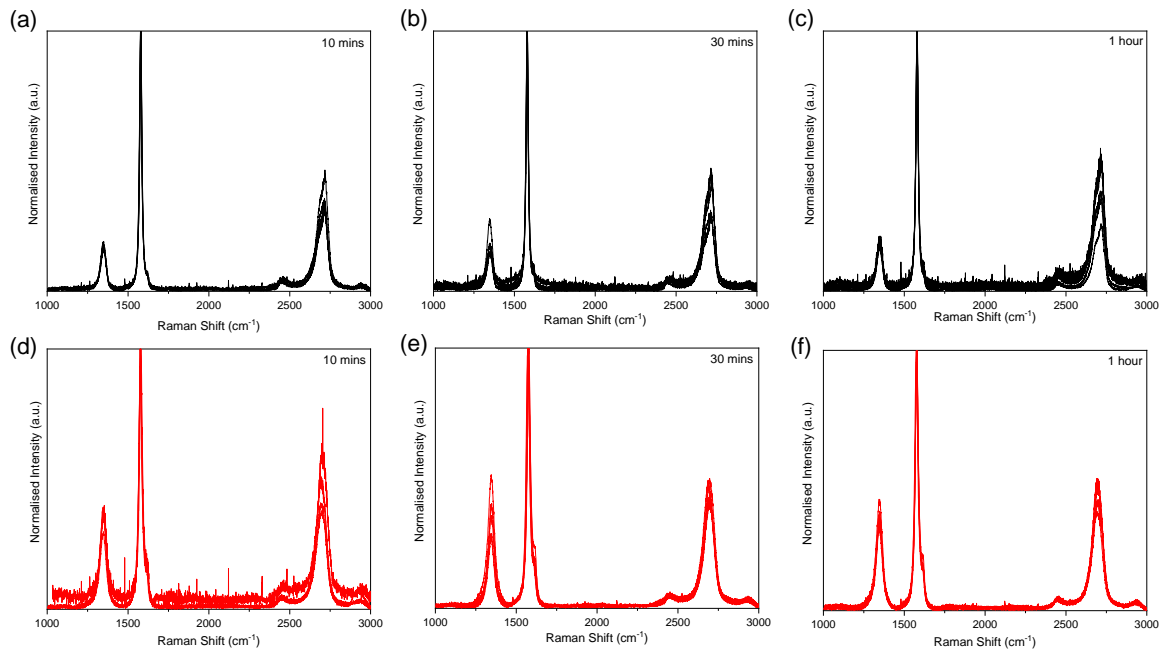 (a)
10 mins
Normalised Intensity (a.u.)
1000 1500 2000 2500 3000
Raman Shift (cm⁻¹)
(b)
30 mins
Normalised Intensity (a.u.)
1000 1500 2000 2500 3000
Raman Shift (cm⁻¹)
(c)
1 hour
Normalised Intensity (a.u.)
1000 1500 2000 2500 3000
Raman Shift (cm⁻¹)
(d)
10 mins
Normalised Intensity (a.u.)
1000 1500 2000 2500 3000
Raman Shift (cm⁻¹)
(e)
30 mins
Normalised Intensity (a.u.)
1000 1500 2000 2500 3000
Raman Shift (cm⁻¹)
(f)
1 hour
Normalised Intensity (a.u.)
1000 1500 2000 2500 3000
Raman Shift (cm⁻¹)